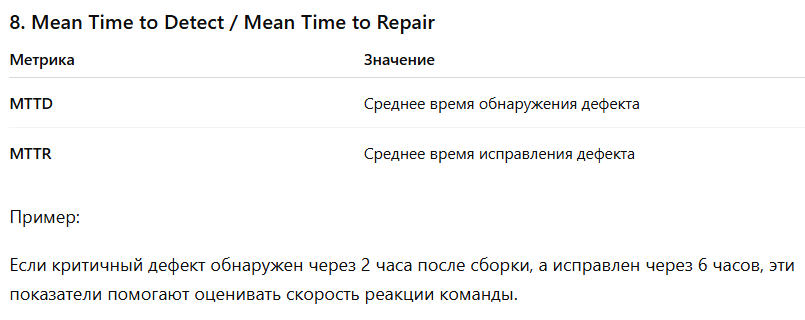 8. Mean Time to Detect / Mean Time to Repair
Метрика Значение
MTTD Среднее время обнаружения дефекта
MTTR Среднее время исправления дефекта
Пример:
Если критичный дефект обнаружен через 2 часа после сборки, а исправлен через 6 часов, эти
показатели помогают оценивать скорость реакции команды.